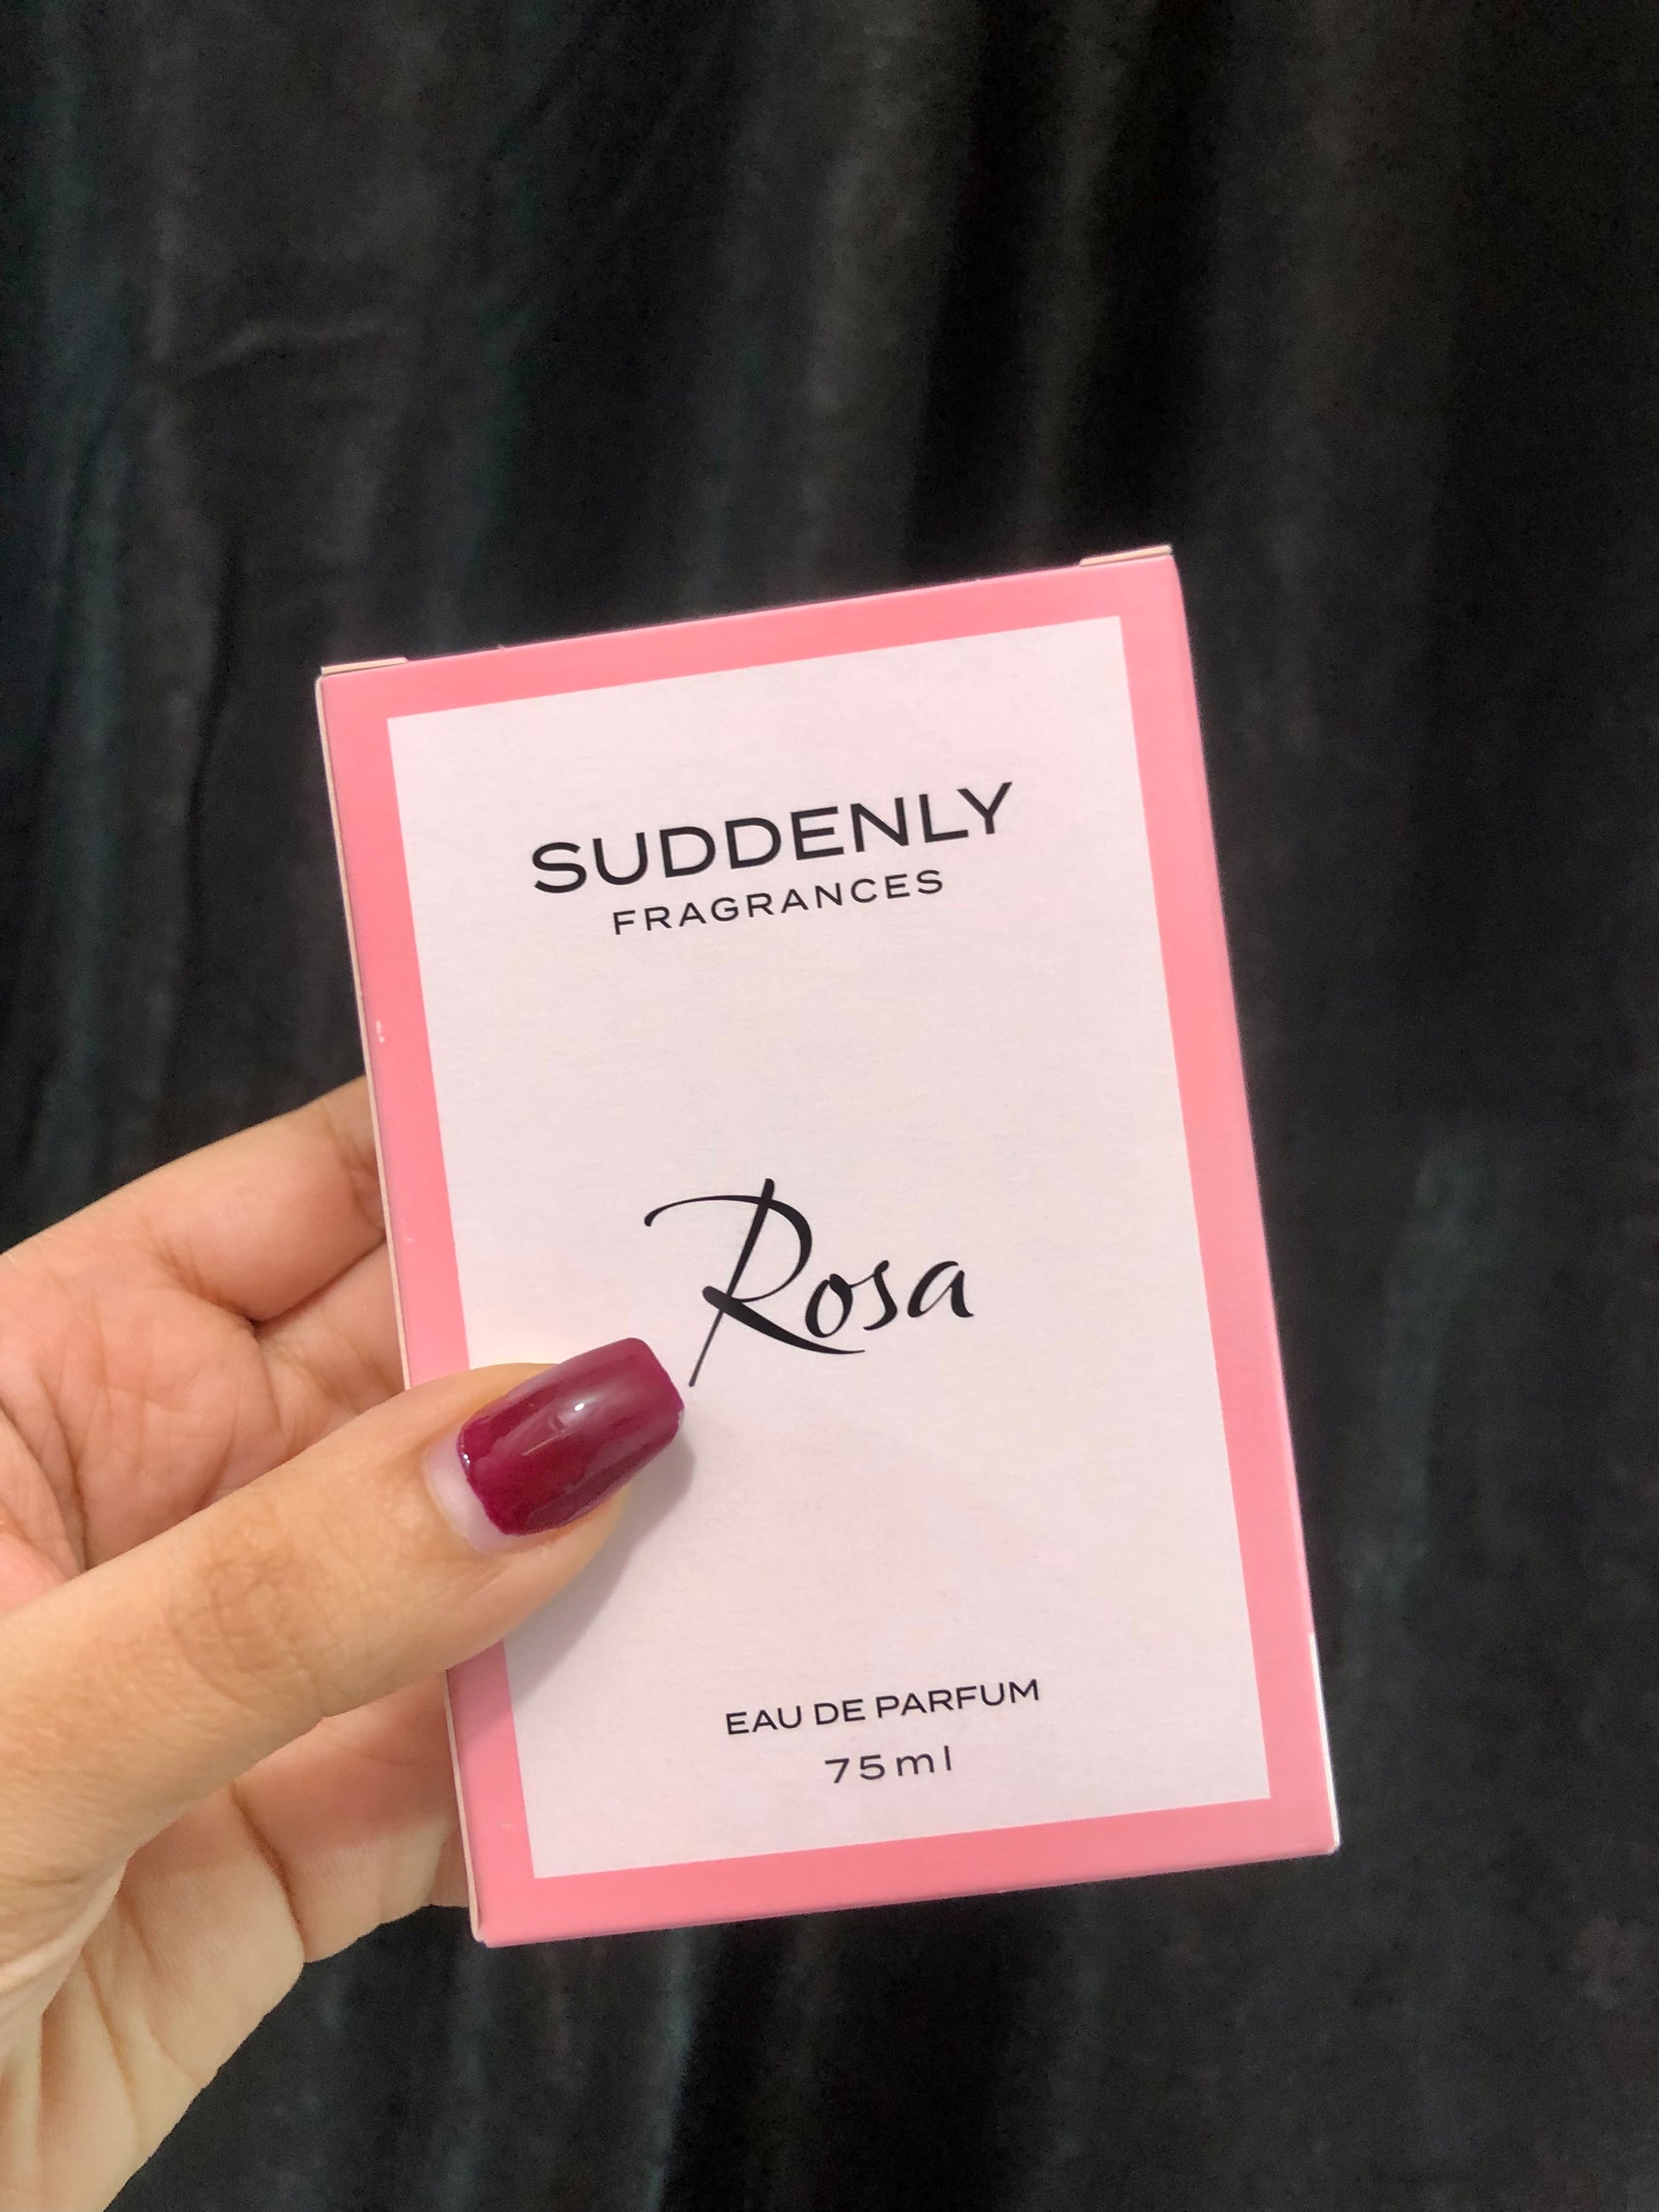 SUDDENLY
FRAGRANCES
Rosa
EAU DE PARFUM
75ml